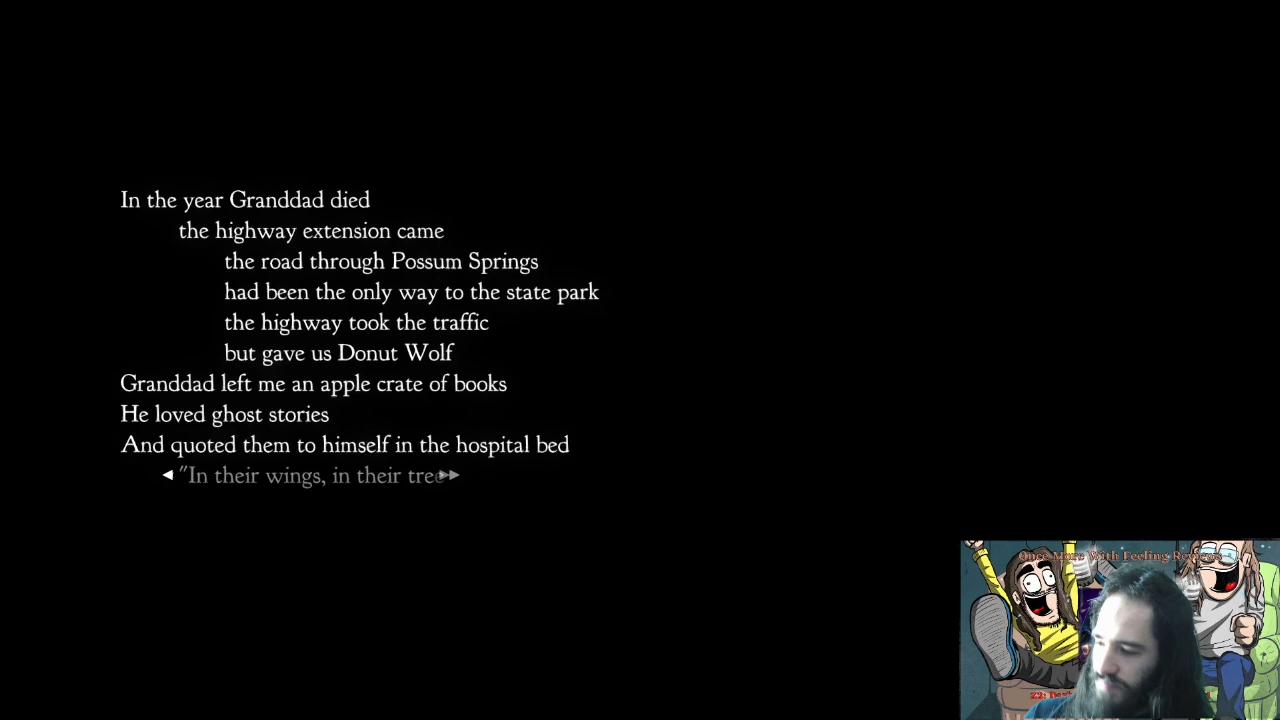 In the year Granddad died
the highway extension came
the road through Possum Springs
had been the only way to the state park
the highway took the traffic
but gave us Donut Wolf
Granddad left me an apple crate of books
He loved ghost stories
And quoted them to himself in the hospital bed
"In their wings, in their tree
Once More With Feeling Reviews